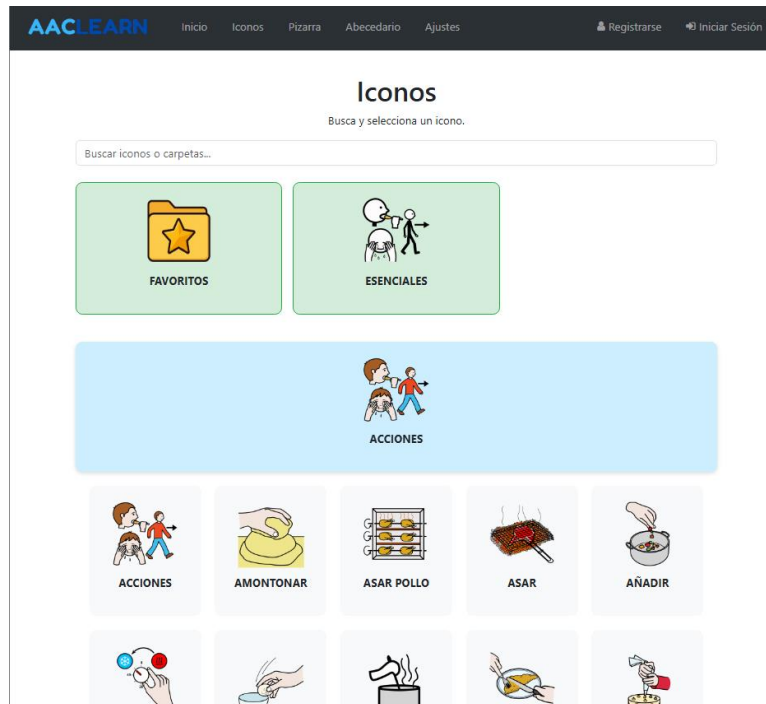 AACLEARN Inicio Iconos Pizarra Abecedario Ajustes Registrarse Iniciar Sesión
Iconos
Busca y selecciona un icono.
Buscar iconos o carpetas...
FAVORITOS ESENCIALES
ACCIONES
ACCIONES AMONTONAR ASAR POLLO ASAR AÑADIR